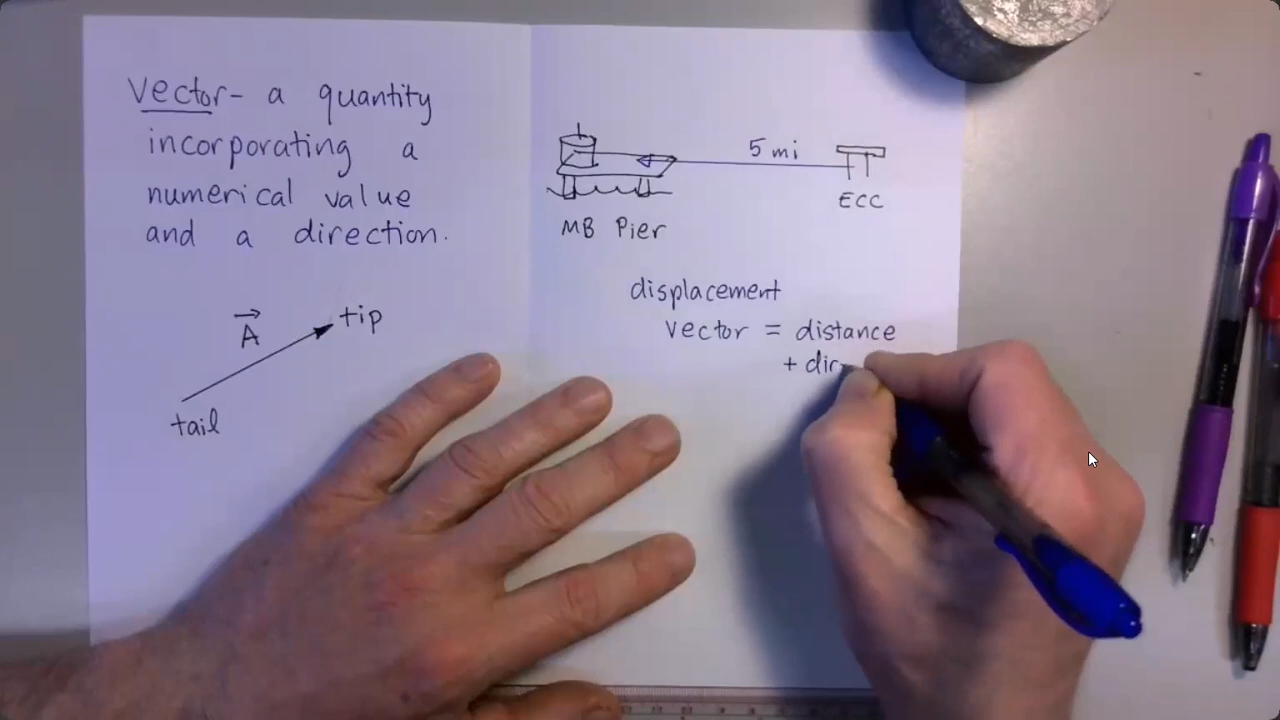 Vector- a quantity
incorporating a
numerical value
and a direction.
A
tip
tail
5 mi
ECC
MB Pier
displacement
vector = distance
+ dir